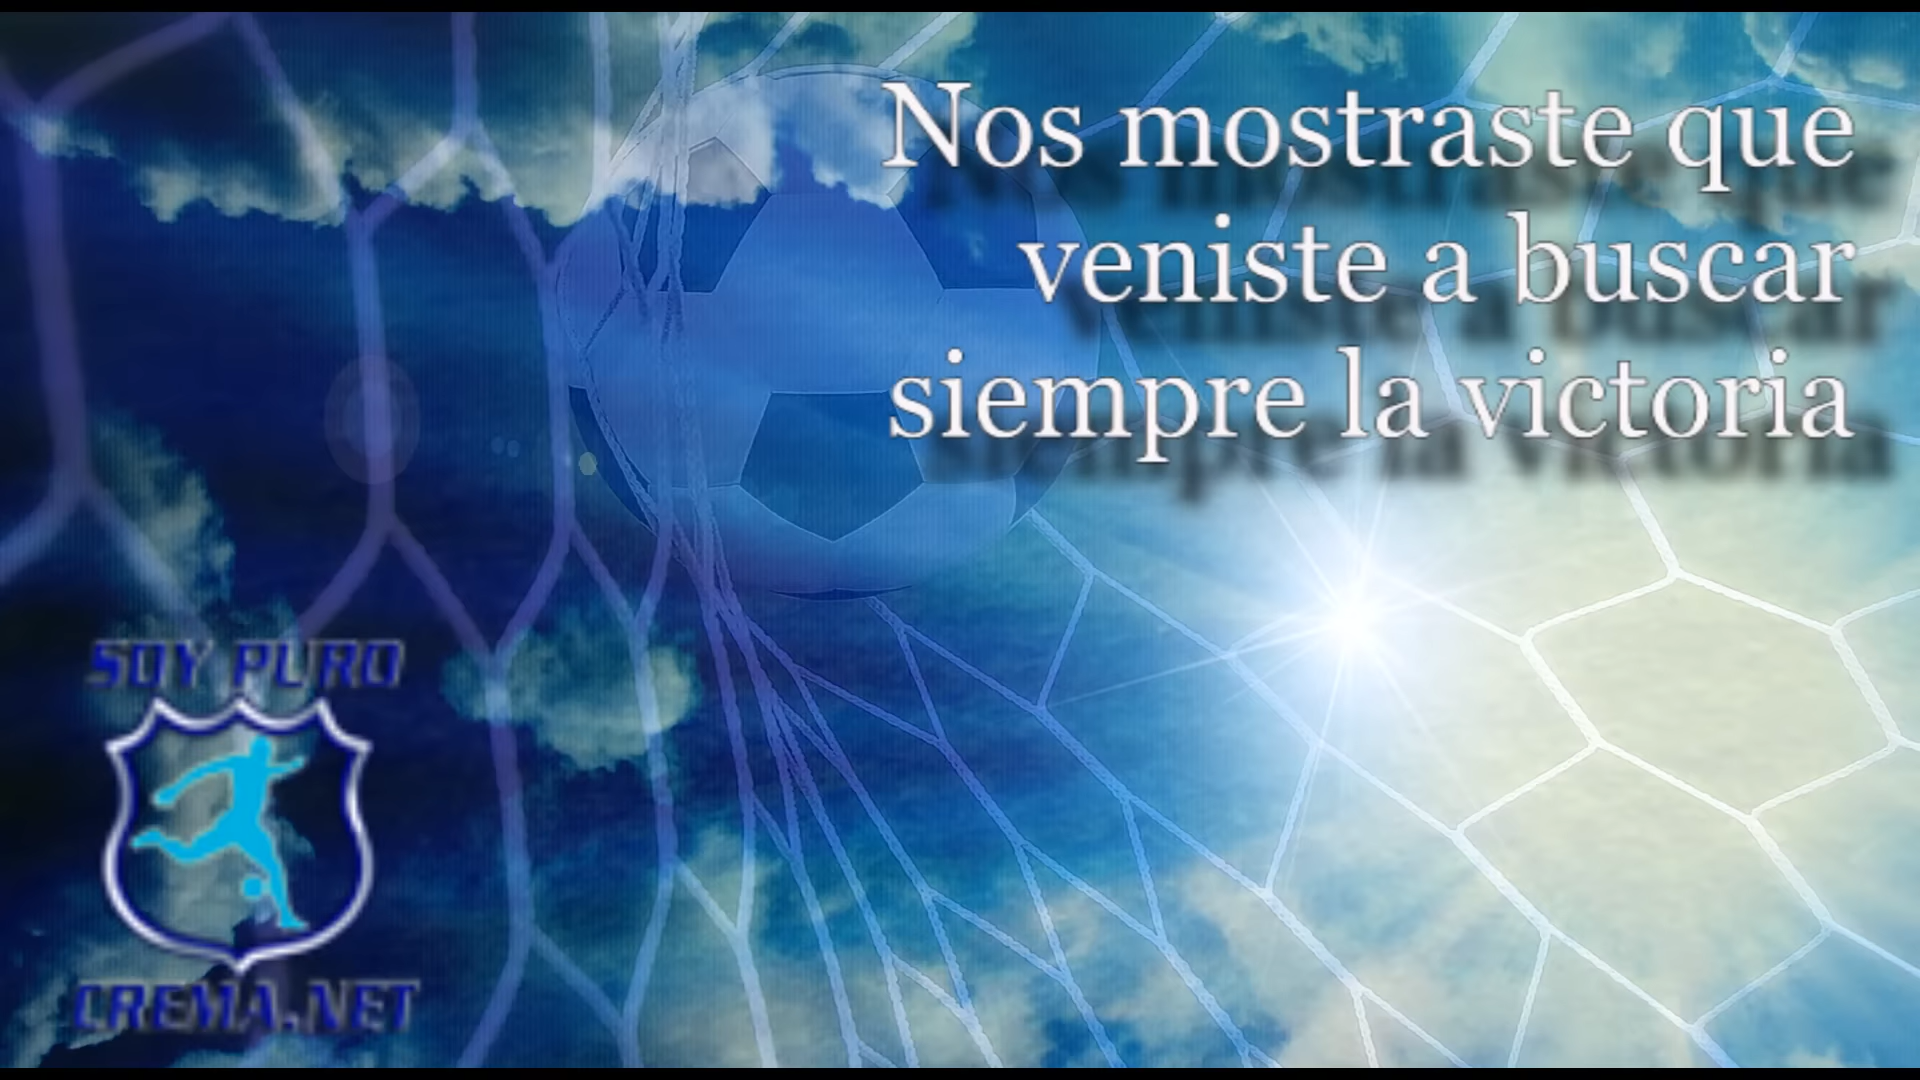 Nos mostraste que
veniste a buscar
siempre la victoria
SOY PURO
CREMA.NET